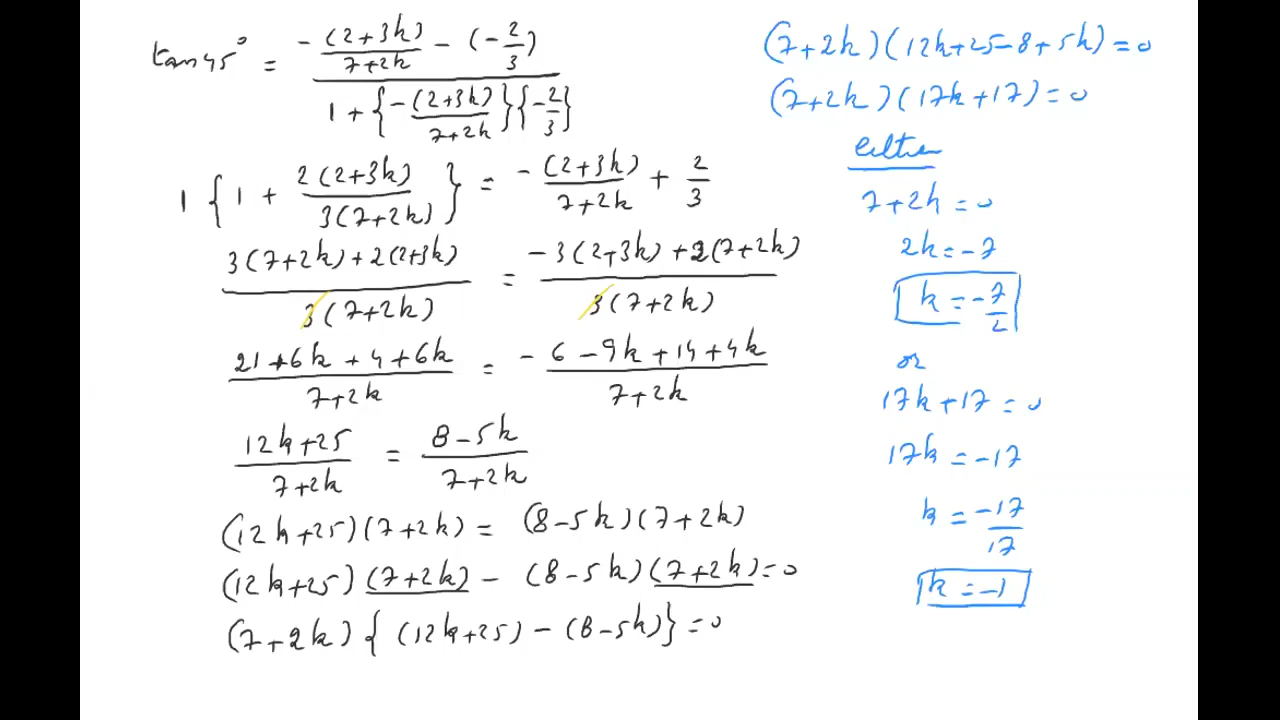 tan45° = (-(2+3k)/(7+2k) - (-2/3)) / (1 + {-(2+3k)/(7+2k)}{-2/3})
1 {1 + 2(2+3k)/3(7+2k)} = -(2+3k)/(7+2k) + 2/3
(3(7+2k)+2(2+3k))/(3(7+2k)) = (-3(2+3k)+2(7+2k))/(3(7+2k))
(21+6k+4+6k)/(7+2k) = (-6-9k+14+4k)/(7+2k)
(12k+25)/(7+2k) = (8-5k)/(7+2k)
(12k+25)(7+2k) = (8-5k)(7+2k)
(12k+25)(7+2k) - (8-5k)(7+2k) = 0
(7+2k){(12k+25)-(8-5k)} = 0
(7+2k)(12k+25-8+5k) = 0
(7+2k)(17k+17) = 0
either
7+2k = 0
2k = -7
k = -7/2
or
17k+17 = 0
17k = -17
k = -17/17
k = -1